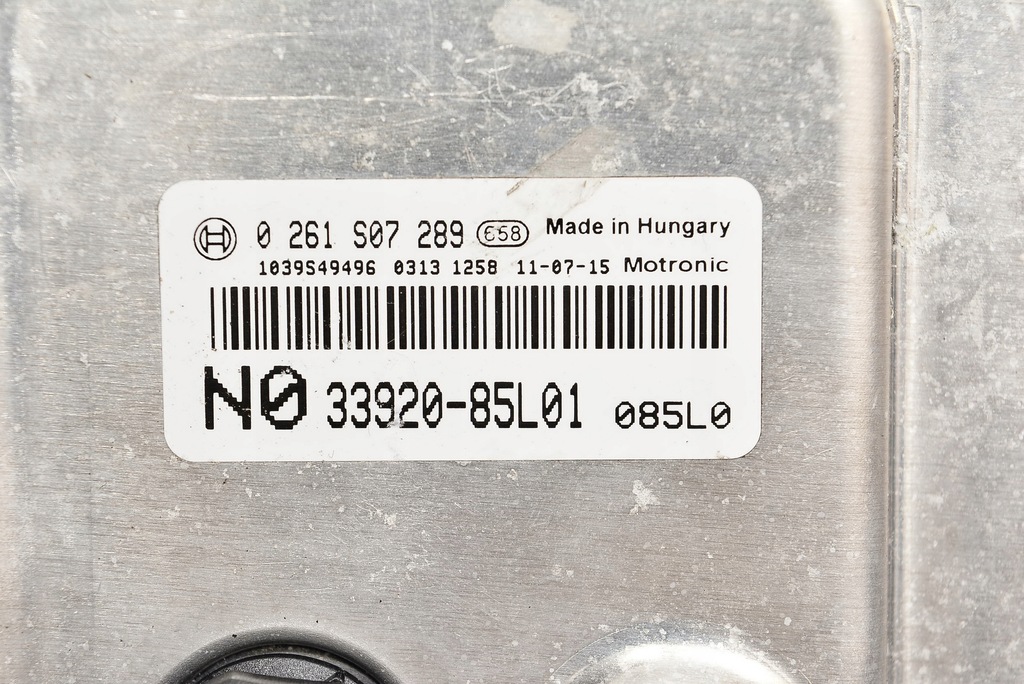 0 261 S07 289 658 Made in Hungary
1039S49496 0313 1258 11-07-15 Motronic
N0 33920-85L01 085L0